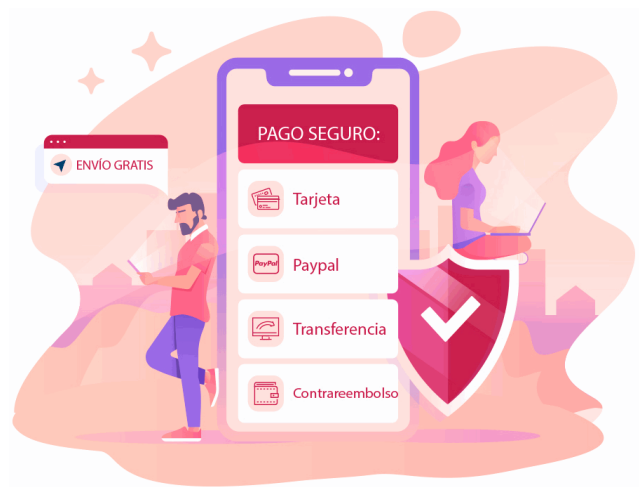 PAGO SEGURO:
ENVÍO GRATIS
Tarjeta
PayPal
Paypal
Transferencia
Contrareembolso